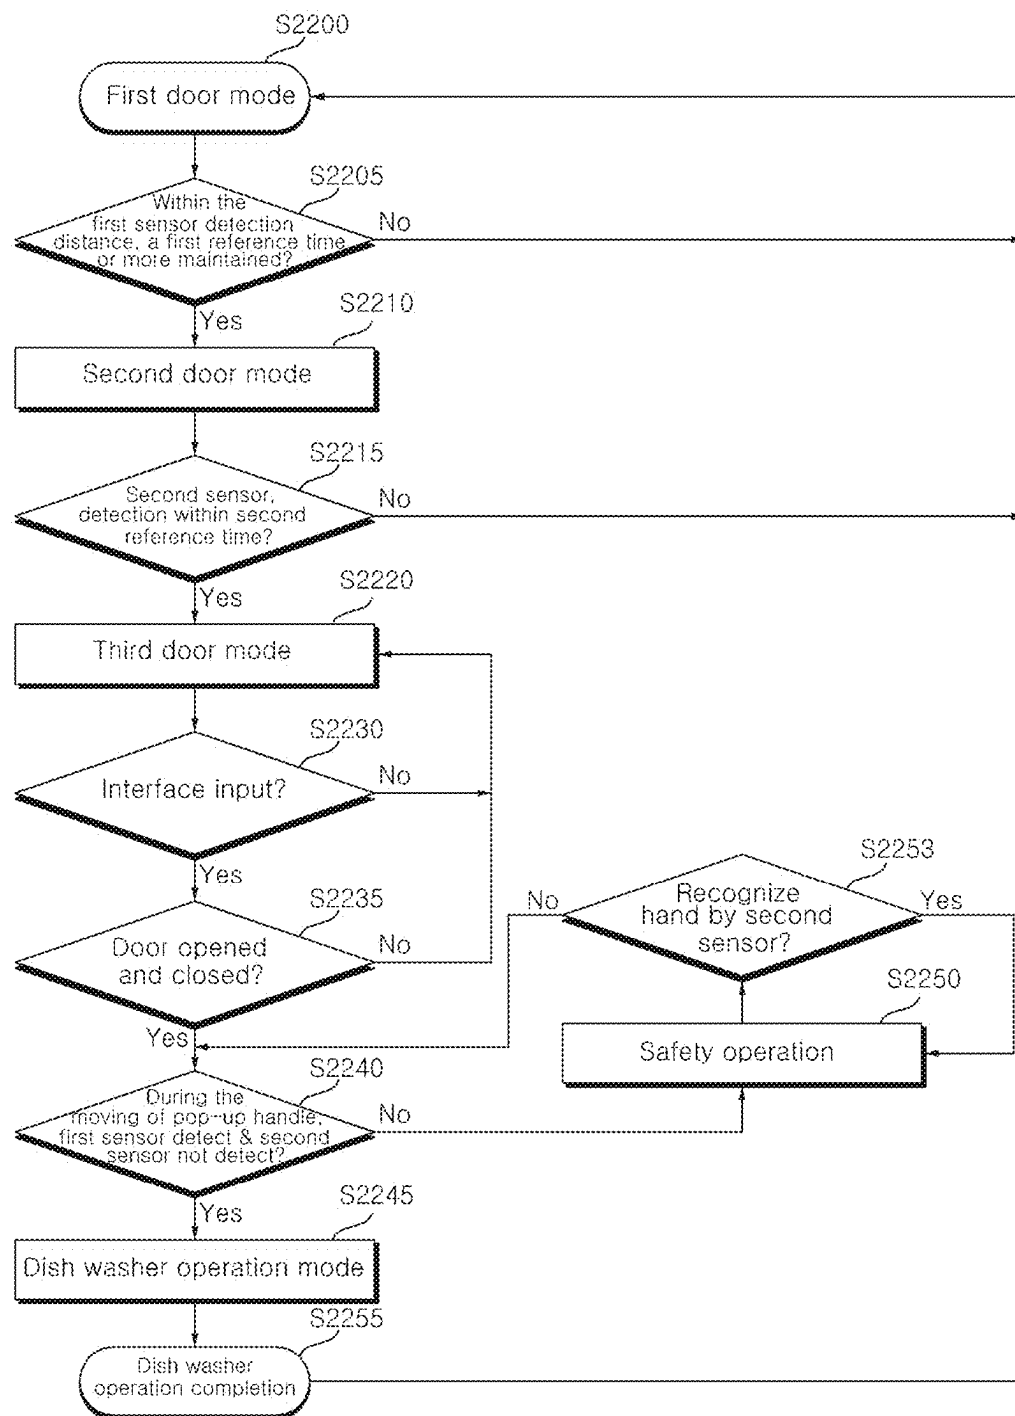 S2200
First door mode
S2205
Within the
first sensor detection
distance, a first reference time
or more maintained?
No
Yes
S2210
Second door mode
S2215
Second sensor,
detection within second
reference time?
No
Yes
S2220
Third door mode
S2230
Interface input?
No
Yes
S2235
Door opened
and closed?
No
Yes
S2253
Recognize
hand by second
sensor?
No
Yes
S2250
Safety operation
S2240
During the
moving of pop-up handle,
first sensor detect & second
sensor not detect?
No
Yes
S2245
Dish washer operation mode
S2255
Dish washer
operation completion